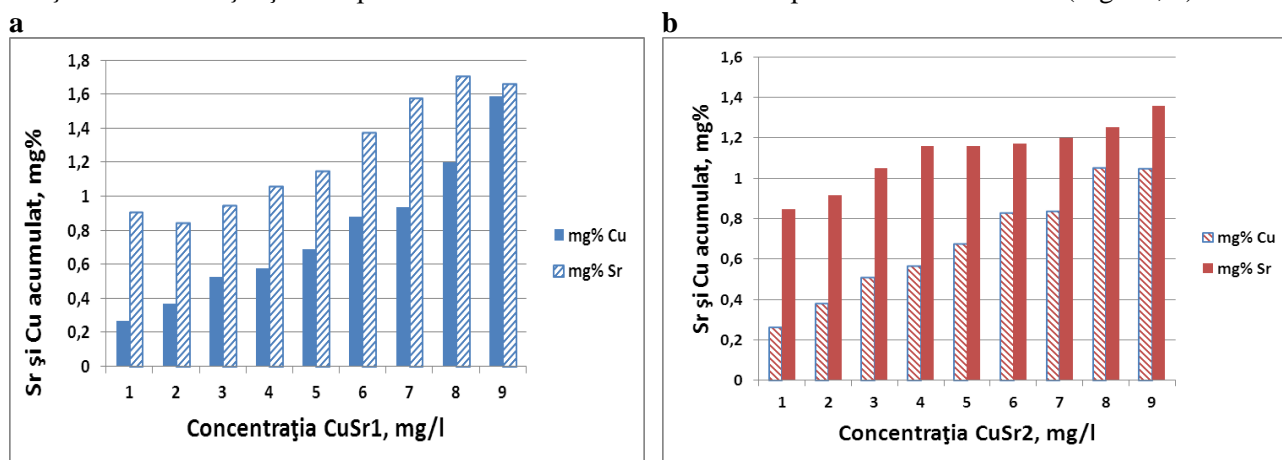 a
b
1,8
1,6
1,4
1,2
1
0,8
0,6
0,4
0,2
0
Sr şi Cu acumulat, mg%
1 2 3 4 5 6 7 8 9
Concentraţia CuSr1, mg/l
mg% Cu
mg% Sr
1,6
1,4
1,2
1
0,8
0,6
0,4
0,2
0
Sr şi Cu acumulat, mg%
1 2 3 4 5 6 7 8 9
Concentraţia CuSr2, mg/l
mg% Cu
mg% Sr